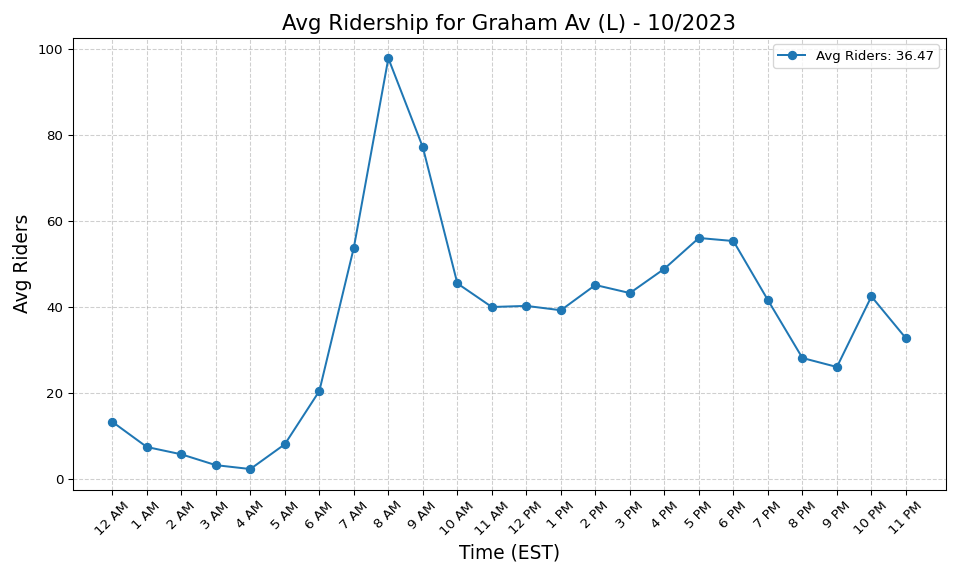 Avg Ridership for Graham Av (L) - 10/2023
Avg Riders: 36.47
Avg Riders
100
80
60
40
20
0
12 AM
1 AM
2 AM
3 AM
4 AM
5 AM
6 AM
7 AM
8 AM
9 AM
10 AM
11 AM
12 PM
1 PM
2 PM
3 PM
4 PM
5 PM
6 PM
7 PM
8 PM
9 PM
10 PM
11 PM
Time (EST)